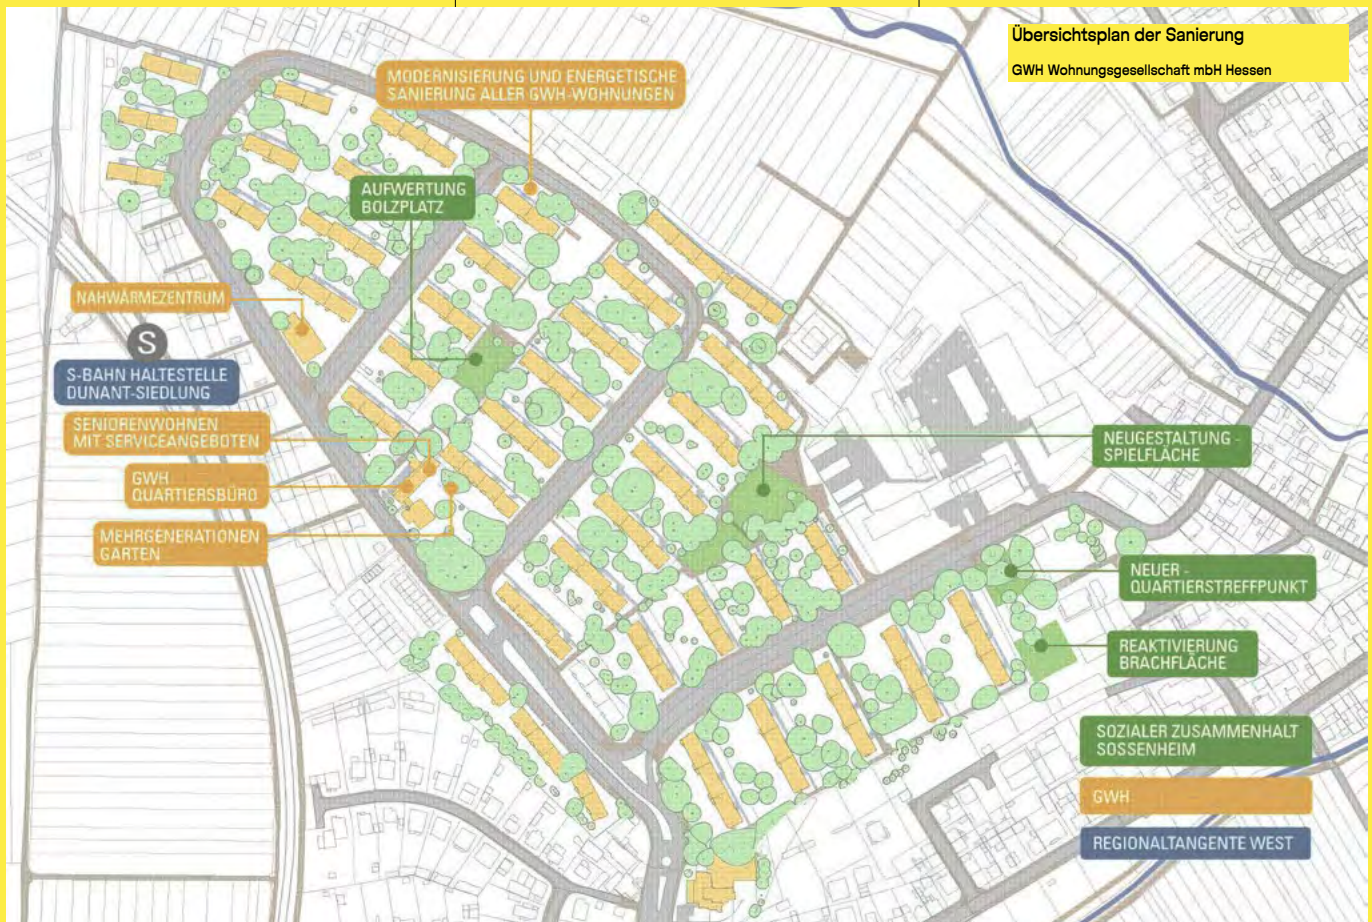 Übersichtsplan der Sanierung
GWH Wohnungsgesellschaft mbH Hessen
MODERNISIERUNG UND ENERGETISCHE
SANIERUNG ALLER GWH-WOHNUNGEN
AUFWERTUNG
BOLZPLATZ
NAHWÄRMEZENTRUM
S
S-BAHN HALTESTELLE
DUNANT-SIEDLUNG
SENIORENWOHNEN
MIT SERVICEANGEBOTEN
GWH
QUARTIERSBÜRO
MEHRGENERATIONEN
GARTEN
NEUGESTALTUNG -
SPIELFLÄCHE
NEUER -
QUARTIERSTREFFPUNKT
REAKTIVIERUNG
BRACHFLÄCHE
SOZIALER ZUSAMMENHALT
SOSSENHEIM
GWH
REGIONALTANGENTE WEST